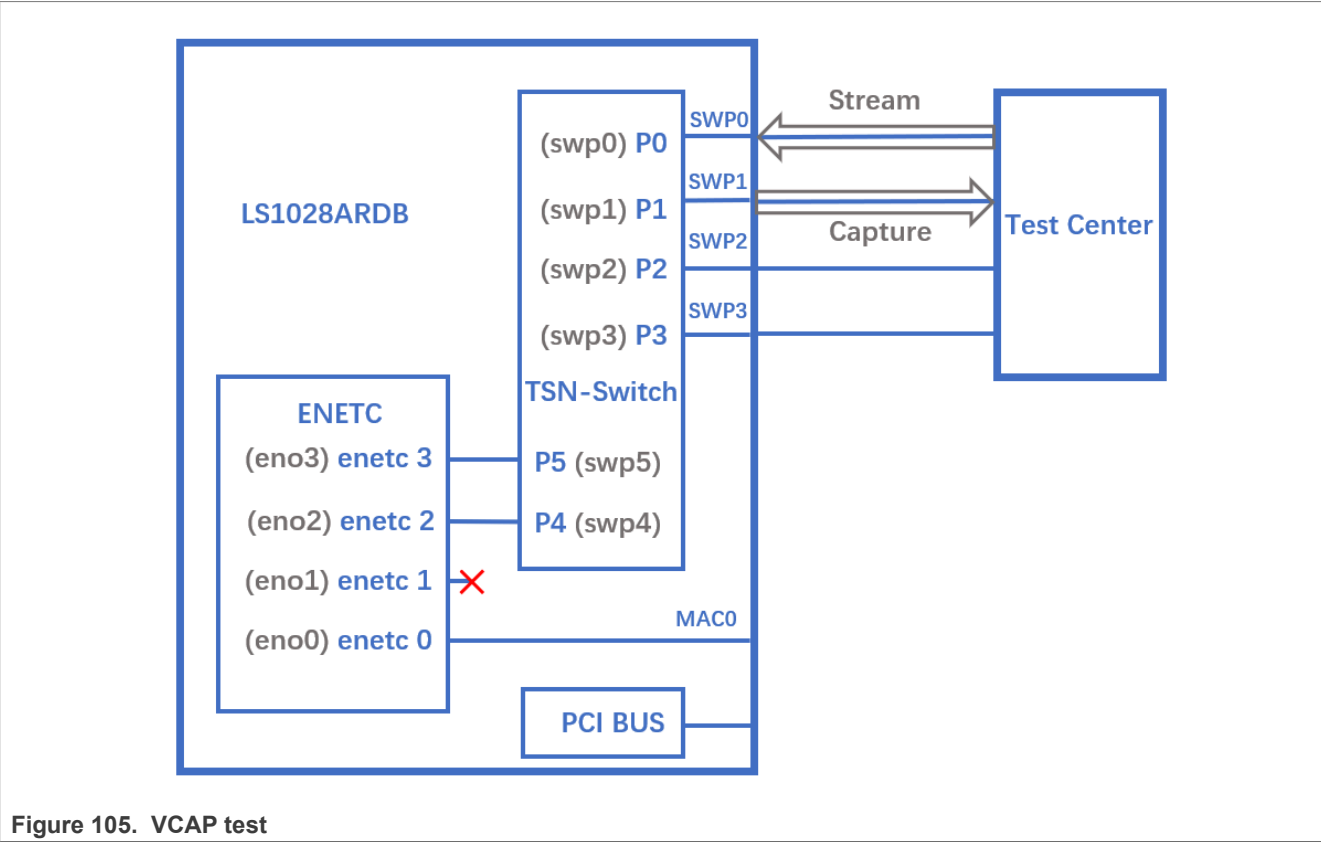 Stream
SWP0
(swp0) P0
SWP1
LS1028ARDB
(swp1) P1
Capture
Test Center
SWP2
(swp2) P2
SWP3
(swp3) P3
TSN-Switch
ENETC
(eno3) enetc 3
P5 (swp5)
(eno2) enetc 2
P4 (swp4)
(eno1) enetc 1
MAC0
(eno0) enetc 0
PCI BUS
Figure 105. VCAP test